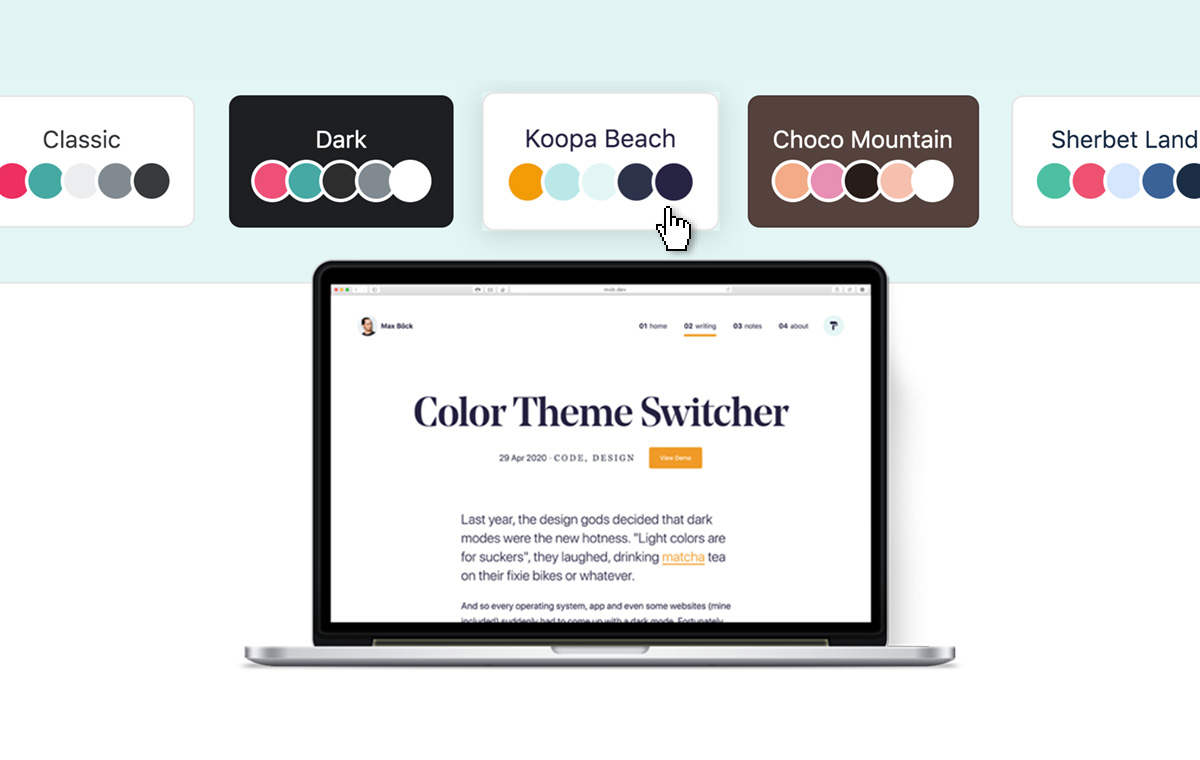 Classic
Dark
Koopa Beach
Choco Mountain
Sherbet Land
mxb.dev
Max Böck
01 home
02 writing
03 notes
04 about
Color Theme Switcher
29 Apr 2020 · CODE, DESIGN
View Demo
Last year, the design gods decided that dark
modes were the new hotness. "Light colors are
for suckers", they laughed, drinking matcha tea
on their fixie bikes or whatever.
And so every operating system, app and even some websites (mine
included) suddenly had to come up with a dark mode. Fortunately